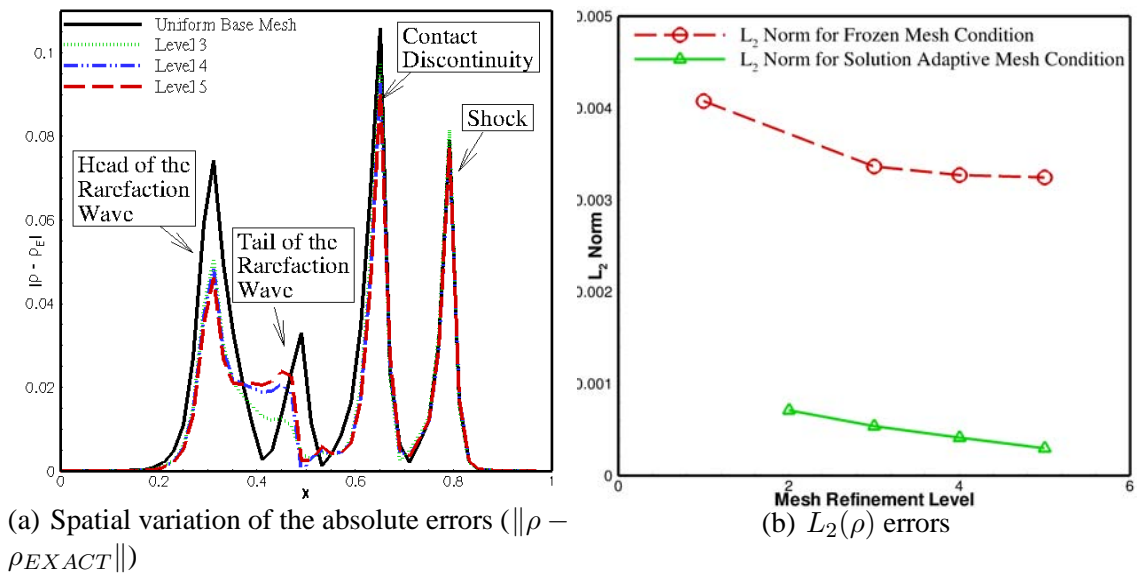 Uniform Base Mesh
Level 3
Level 4
Level 5
Contact
Discontinuity
Shock
Head of the
Rarefaction
Wave
Tail of the
Rarefaction
Wave
|ρ - ρ_E|
0.1
0.08
0.06
0.04
0.02
0
0 0.2 0.4 0.6 0.8 1
x
(a) Spatial variation of the absolute errors (‖ρ −
ρ_{EXACT}‖)
L₂ Norm for Frozen Mesh Condition
L₂ Norm for Solution Adaptive Mesh Condition
L₂ Norm
0.005
0.004
0.003
0.002
0.001
0
0 2 4 6
Mesh Refinement Level
(b) L₂(ρ) errors